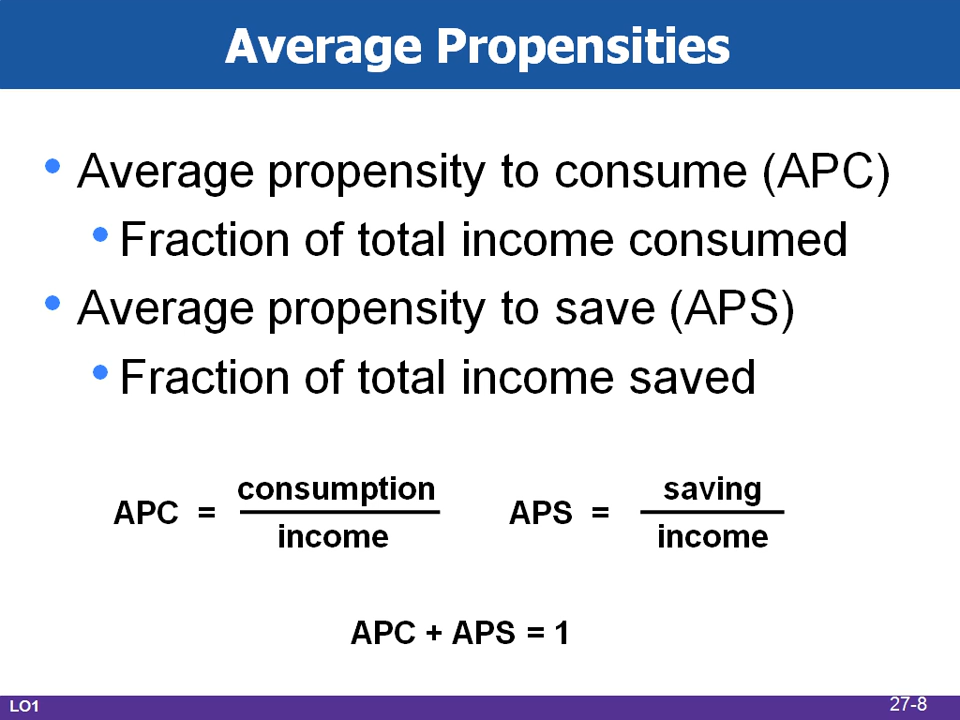 Average Propensities
• Average propensity to consume (APC)
• Fraction of total income consumed
• Average propensity to save (APS)
• Fraction of total income saved
APC = consumption / income
APS = saving / income
APC + APS = 1
LO1
27-8